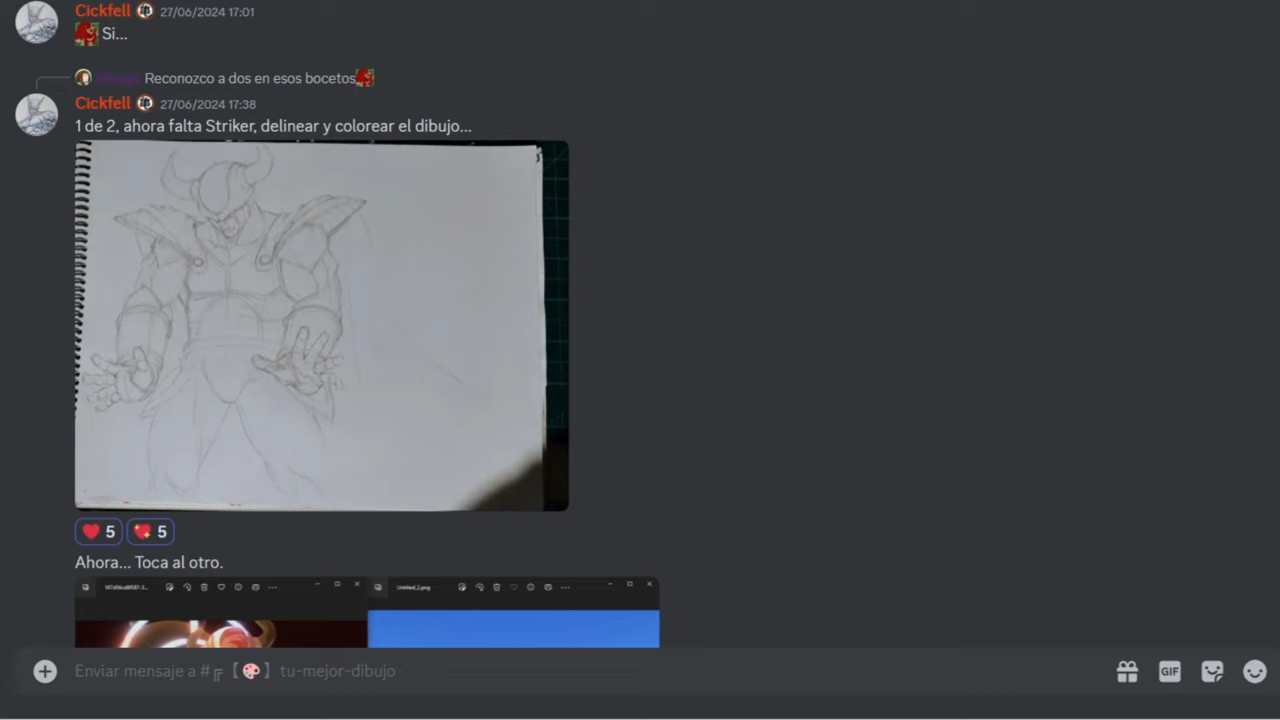 Cickfell 27/06/2024 17:01
Si...
Reconozco a dos en esos bocetos
Cickfell 27/06/2024 17:38
1 de 2, ahora falta Striker, delinear y colorear el dibujo...
5 5
Ahora... Toca al otro.
Untitled_2.png
Enviar mensaje a #╔【🎨】tu-mejor-dibujo
GIF